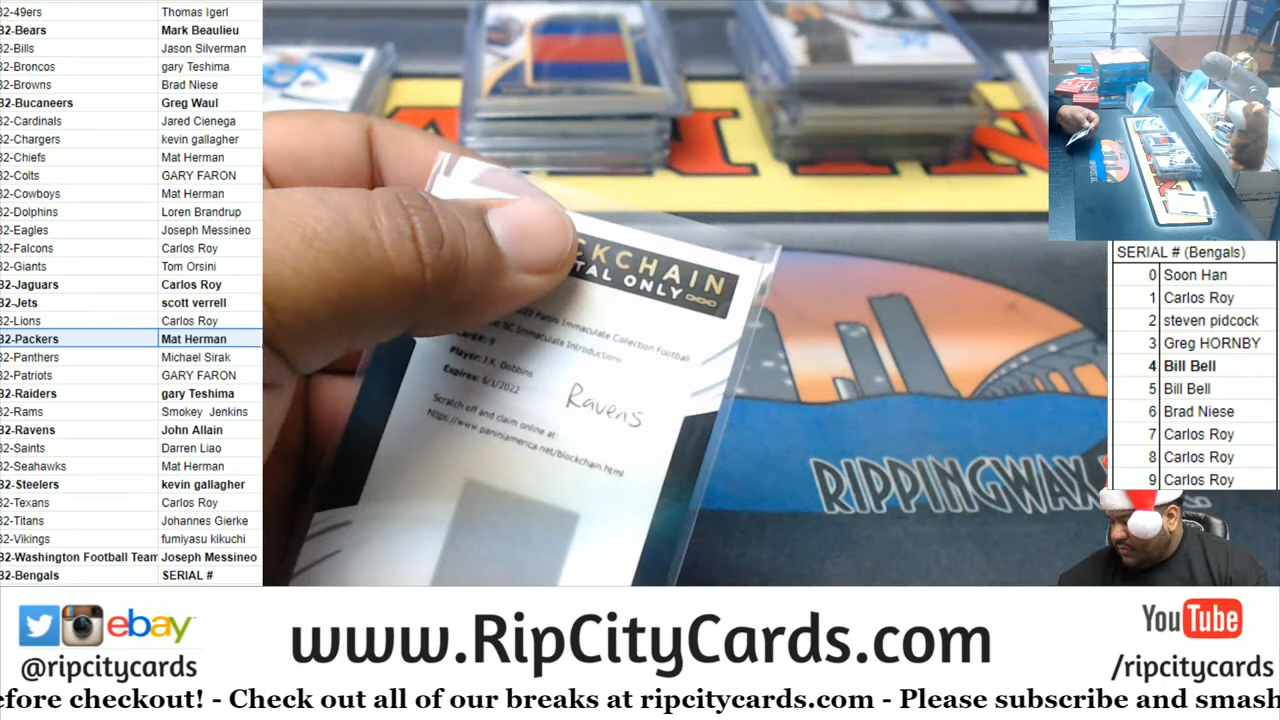 32-49ers Thomas Igerl
32-Bears Mark Beaulieu
32-Bills Jason Silverman
32-Broncos gary Teshima
32-Browns Brad Niese
32-Bucaneers Greg Waul
32-Cardinals Jared Cienega
32-Chargers kevin gallagher
32-Chiefs Mat Herman
32-Colts GARY FARON
32-Cowboys Mat Herman
32-Dolphins Loren Brandrup
32-Eagles Joseph Messineo
32-Falcons Carlos Roy
32-Giants Tom Orsini
32-Jaguars Carlos Roy
32-Jets scott verrell
32-Lions Carlos Roy
32-Packers Mat Herman
32-Panthers Michael Sirak
32-Patriots GARY FARON
32-Raiders gary Teshima
32-Rams Smokey Jenkins
32-Ravens John Allain
32-Saints Darren Liao
32-Seahawks Mat Herman
32-Steelers kevin gallagher
32-Texans Carlos Roy
32-Titans Johannes Gierke
32-Vikings fumiyasu kikuchi
32-Washington Football Team Joseph Messineo
32-Bengals SERIAL #
CKCHAIN
TAL ONLY
Panini Immaculate Collection Football
BC Immaculate Introductions
Card#: 9
Player: J.K. Dobbins
Expires: 6/1/2022
Ravens
Scratch off and claim online at:
https://www.paniniamerica.net/blockchain.html
RIPPINGWAX
SERIAL # (Bengals)
0 Soon Han
1 Carlos Roy
2 steven pidcock
3 Greg HORNBY
4 Bill Bell
5 Bill Bell
6 Brad Niese
7 Carlos Roy
8 Carlos Roy
9 Carlos Roy
ebay
@ripcitycards
www.RipCityCards.com
YouTube
/ripcitycards
efore checkout! - Check out all of our breaks at ripcitycards.com - Please subscribe and smash